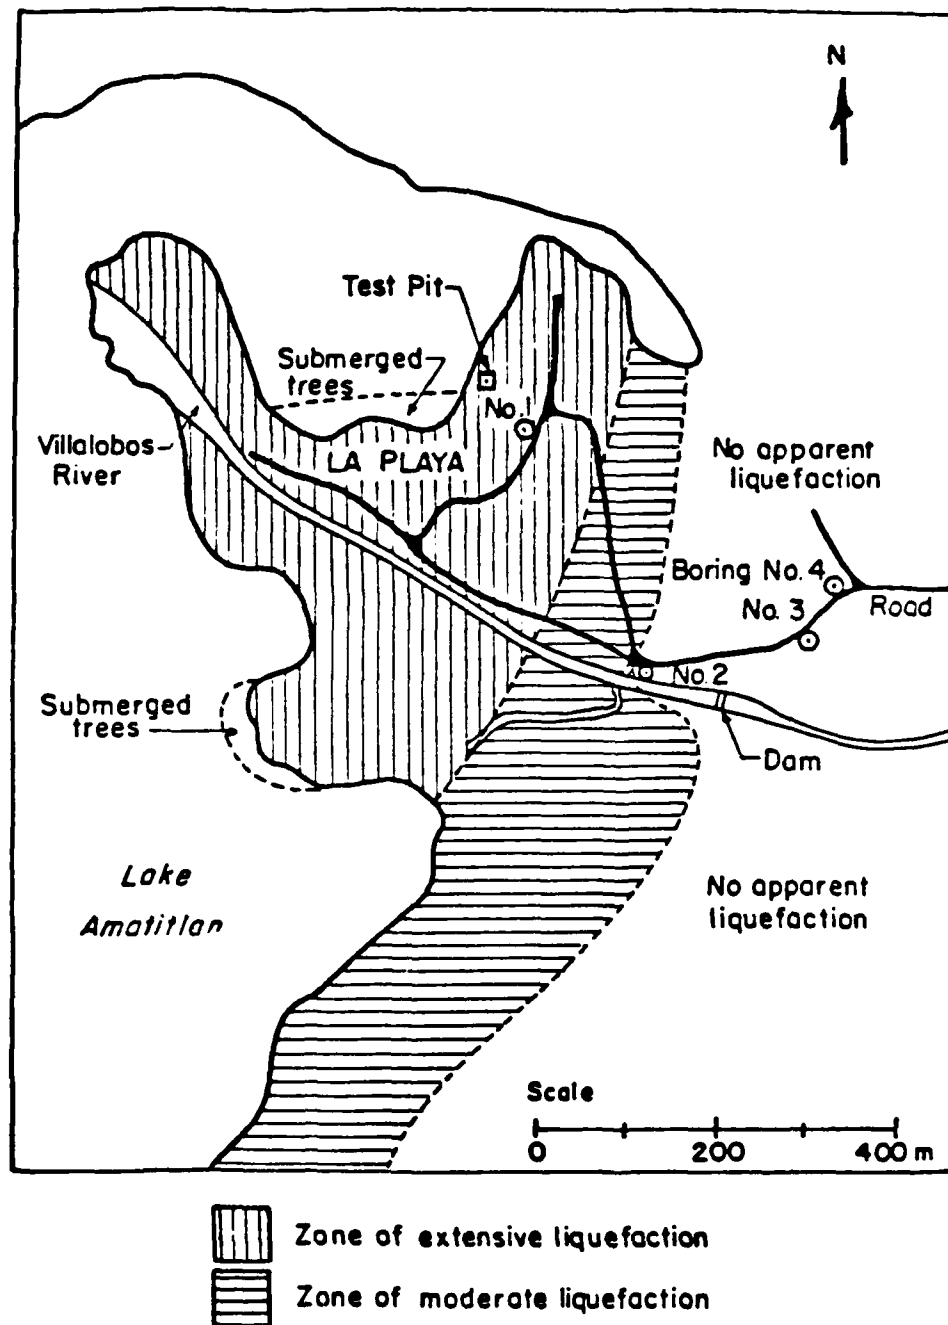 N
Test Pit
Submerged
trees
No.
Villalobos
River
LA PLAYA
No apparent
liquefaction
Boring No. 4
No. 3
Road
No. 2
Submerged
trees
Dam
Lake
Amatitlan
No apparent
liquefaction
Scale
0 200 400 m
Zone of extensive liquefaction
Zone of moderate liquefaction